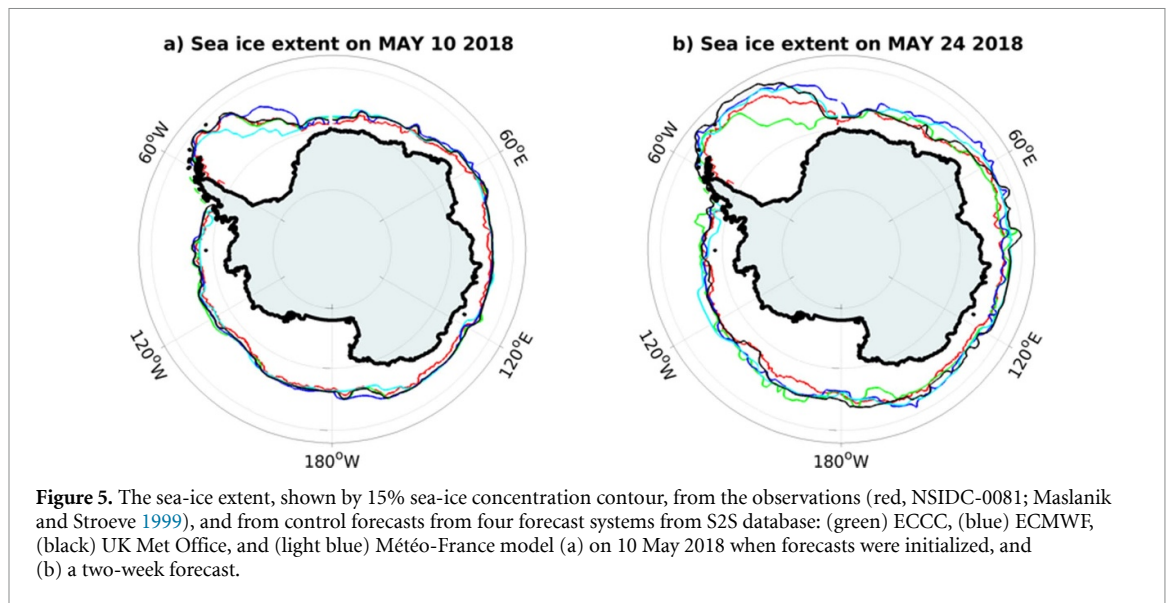 a) Sea ice extent on MAY 10 2018
b) Sea ice extent on MAY 24 2018
60°W
60°E
120°W
120°E
180°W
60°W
60°E
120°W
120°E
180°W
Figure 5. The sea-ice extent, shown by 15% sea-ice concentration contour, from the observations (red, NSIDC-0081; Maslanik
and Stroeve 1999), and from control forecasts from four forecast systems from S2S database: (green) ECCC, (blue) ECMWF,
(black) UK Met Office, and (light blue) Météo-France model (a) on 10 May 2018 when forecasts were initialized, and
(b) a two-week forecast.